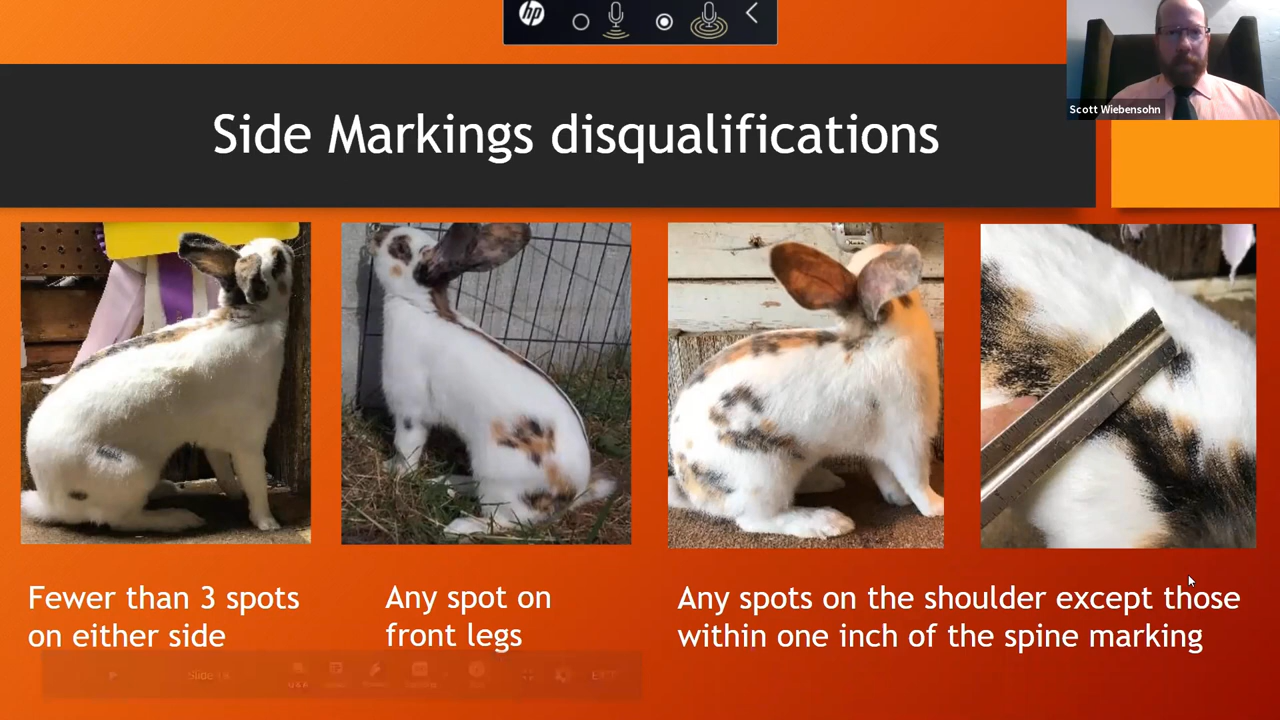 hp
Scott Wiebensohn
Side Markings disqualifications
Fewer than 3 spots
on either side
Any spot on
front legs
Any spots on the shoulder except those
within one inch of the spine marking